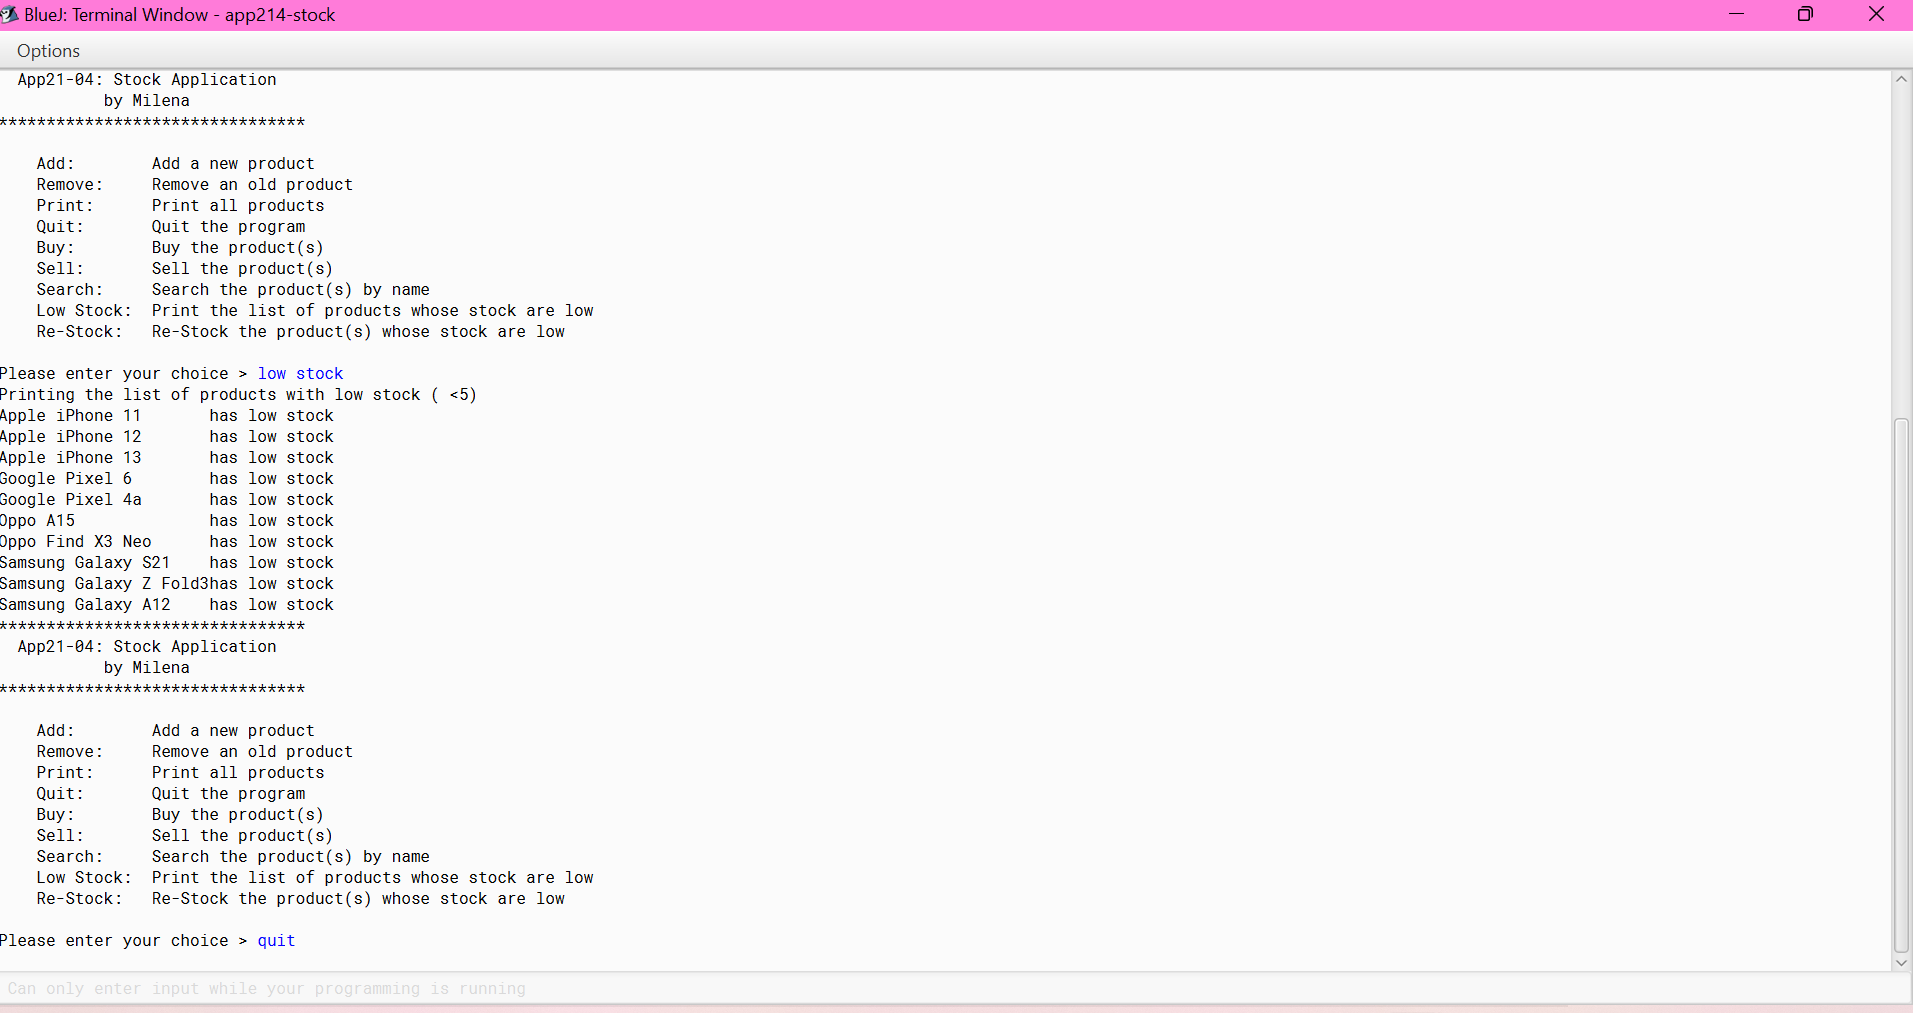 BlueJ: Terminal Window - app214-stock
Options
App21-04: Stock Application
by Milena
********************************
Add: Add a new product
Remove: Remove an old product
Print: Print all products
Quit: Quit the program
Buy: Buy the product(s)
Sell: Sell the product(s)
Search: Search the product(s) by name
Low Stock: Print the list of products whose stock are low
Re-Stock: Re-Stock the product(s) whose stock are low
Please enter your choice > low stock
Printing the list of products with low stock ( <5)
Apple iPhone 11 has low stock
Apple iPhone 12 has low stock
Apple iPhone 13 has low stock
Google Pixel 6 has low stock
Google Pixel 4a has low stock
Oppo A15 has low stock
Oppo Find X3 Neo has low stock
Samsung Galaxy S21 has low stock
Samsung Galaxy Z Fold3has low stock
Samsung Galaxy A12 has low stock
********************************
App21-04: Stock Application
by Milena
********************************
Add: Add a new product
Remove: Remove an old product
Print: Print all products
Quit: Quit the program
Buy: Buy the product(s)
Sell: Sell the product(s)
Search: Search the product(s) by name
Low Stock: Print the list of products whose stock are low
Re-Stock: Re-Stock the product(s) whose stock are low
Please enter your choice > quit
Can only enter input while your programming is running